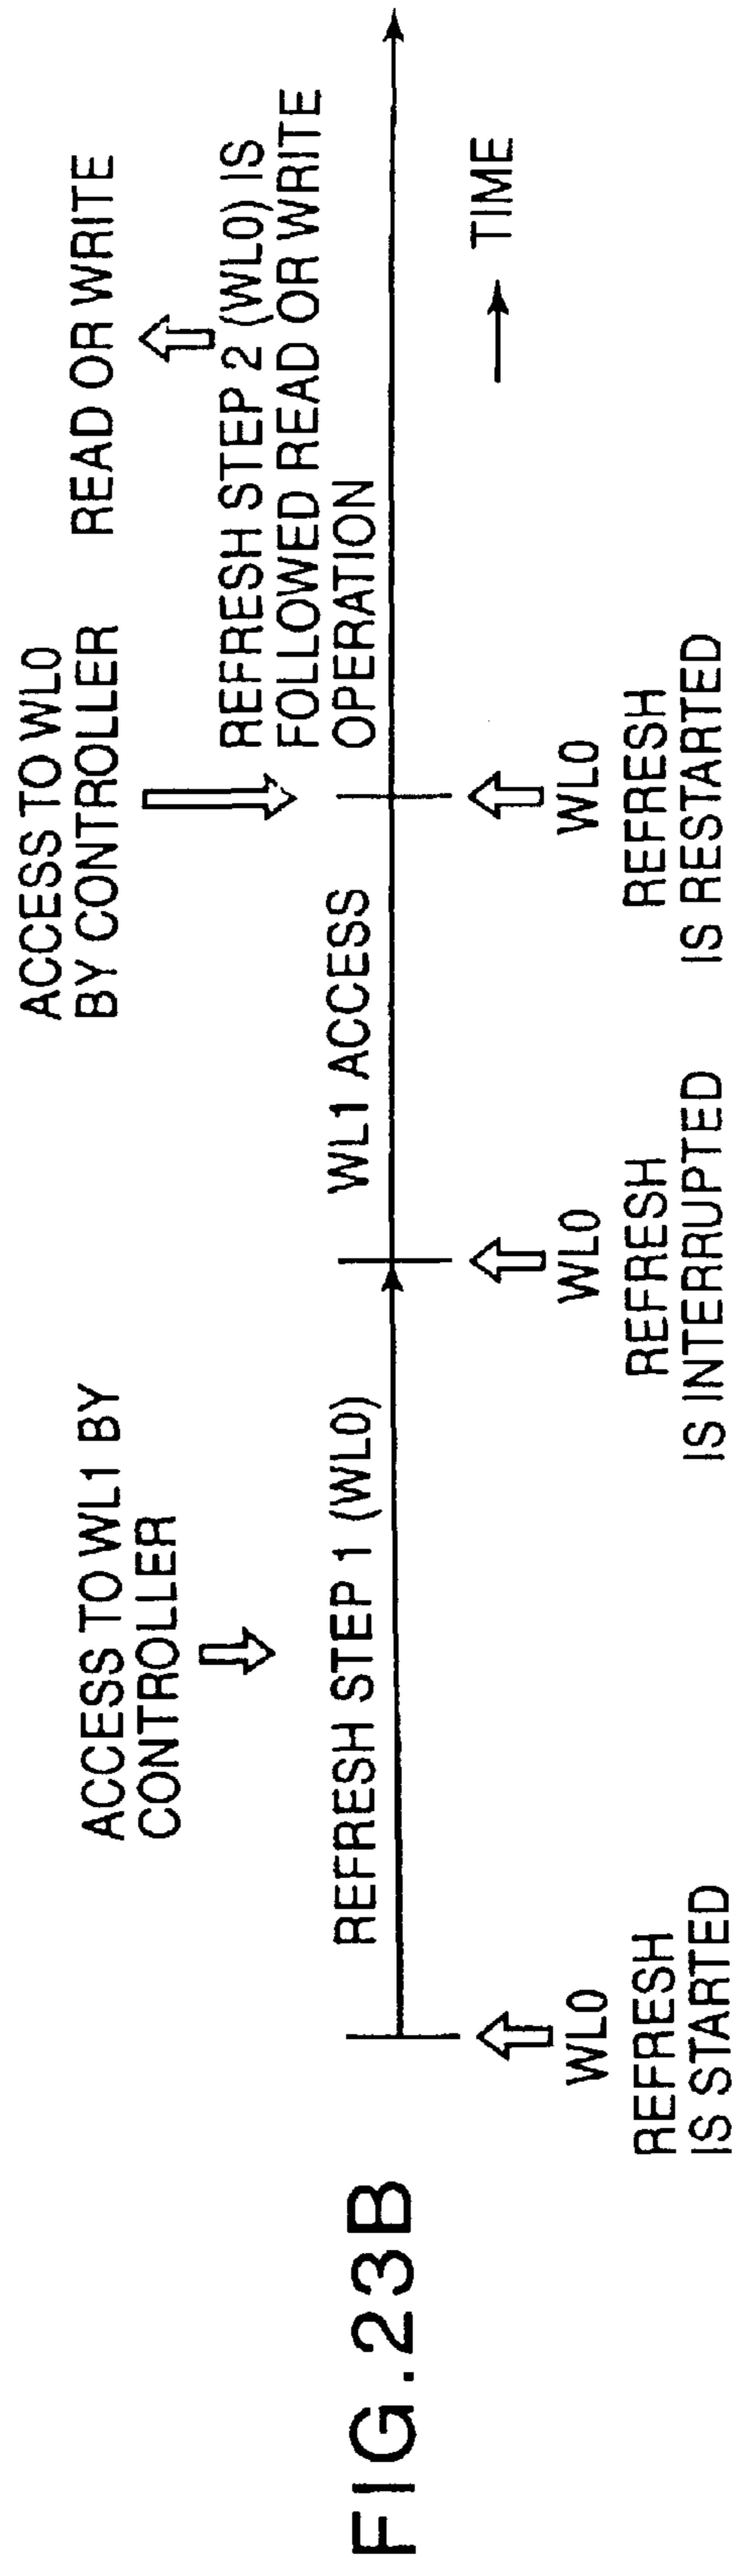 ACCESS TO WL1 BY
CONTROLLER
ACCESS TO WL0
BY CONTROLLER
READ OR WRITE
REFRESH STEP 1 (WL0)
WL1 ACCESS
REFRESH STEP 2 (WL0) IS
FOLLOWED READ OR WRITE
OPERATION
TIME
WL0
REFRESH
IS STARTED
WL0
REFRESH
IS INTERRUPTED
WL0
REFRESH
IS RESTARTED
FIG.23B